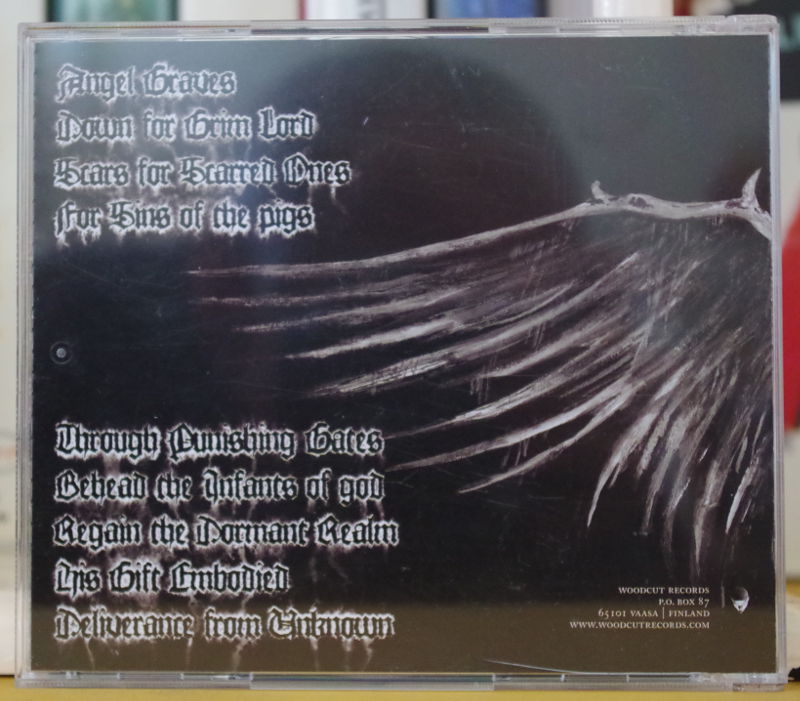 Angel Graves
Down for Grim Lord
Scars for Scarred Ones
For Sins of the pigs
Through Punishing Gates
Behead the Infants of god
Regain the Dormant Realm
His Gift Embodied
Deliverance from Unknown
WOODCUT RECORDS
P.O. BOX 87
65101 VAASA | FINLAND
WWW.WOODCUTRECORDS.COM